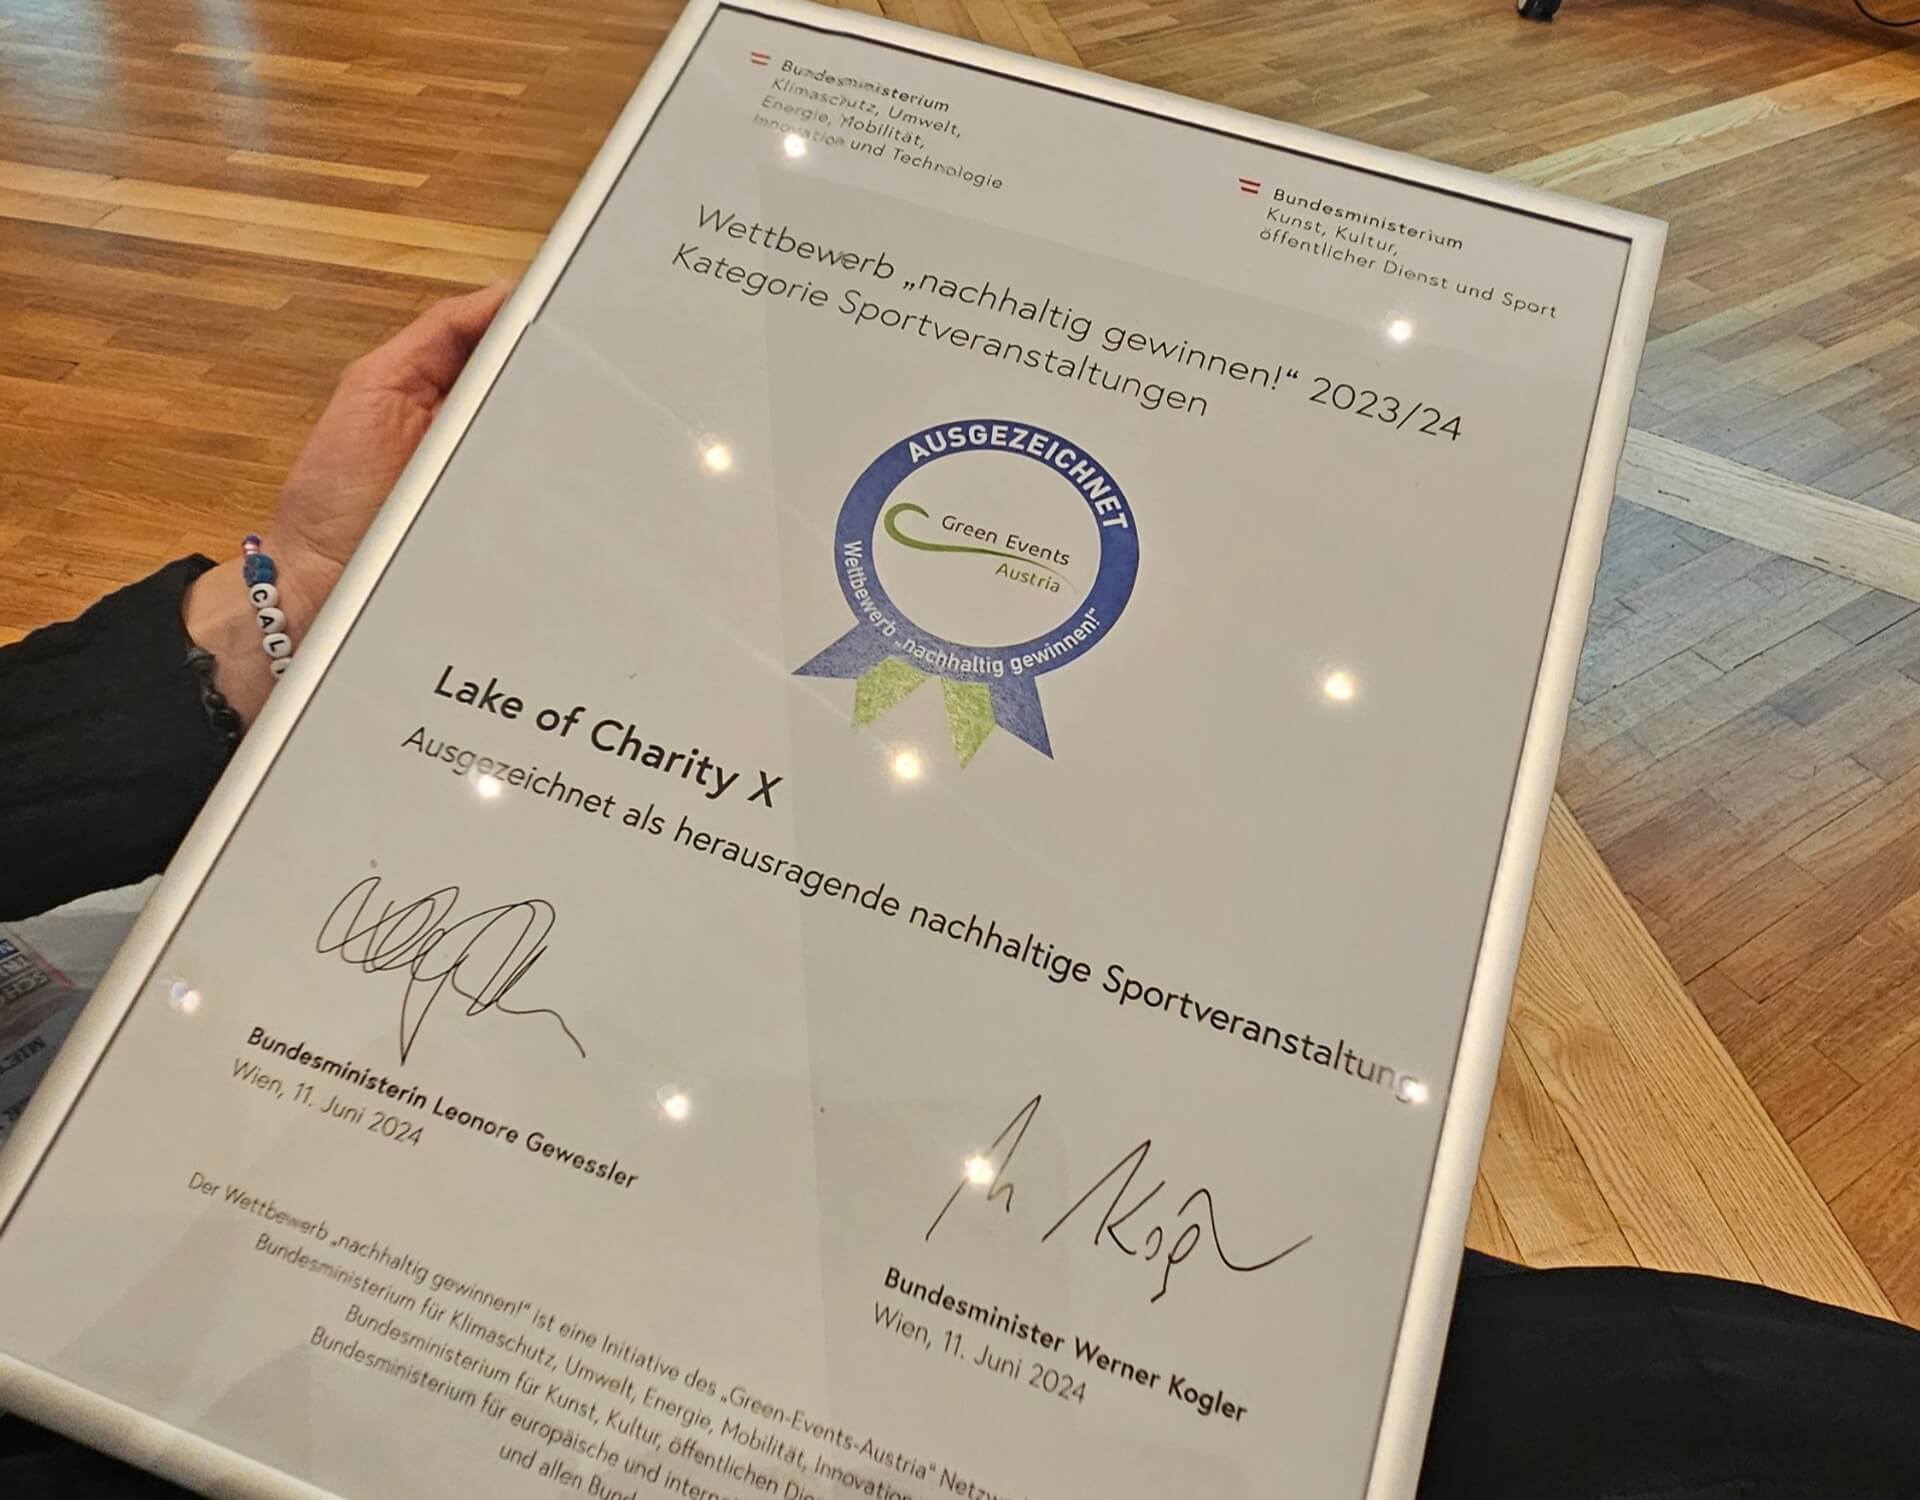 Bundesministerium
Klimaschutz, Umwelt,
Energie, Mobilität,
Innovation und Technologie
Bundesministerium
Kunst, Kultur,
öffentlicher Dienst und Sport
Wettbewerb „nachhaltig gewinnen!“ 2023/24
Kategorie Sportveranstaltungen
AUSGEZEICHNET
Green Events
Austria
Wettbewerb „nachhaltig gewinnen!“
Lake of Charity X
Ausgezeichnet als herausragende nachhaltige Sportveranstaltung
Bundesministerin Leonore Gewessler
Wien, 11. Juni 2024
Bundesminister Werner Kogler
Wien, 11. Juni 2024
Der Wettbewerb „nachhaltig gewinnen!“ ist eine Initiative des „Green-Events-Austria“
Bundesministerium für Klimaschutz, Umwelt, Energie, Mobilität,
Bundesministerium für Kunst, Kultur, öffentlichen
Bundesministerium für europäische und
und allen
CAL